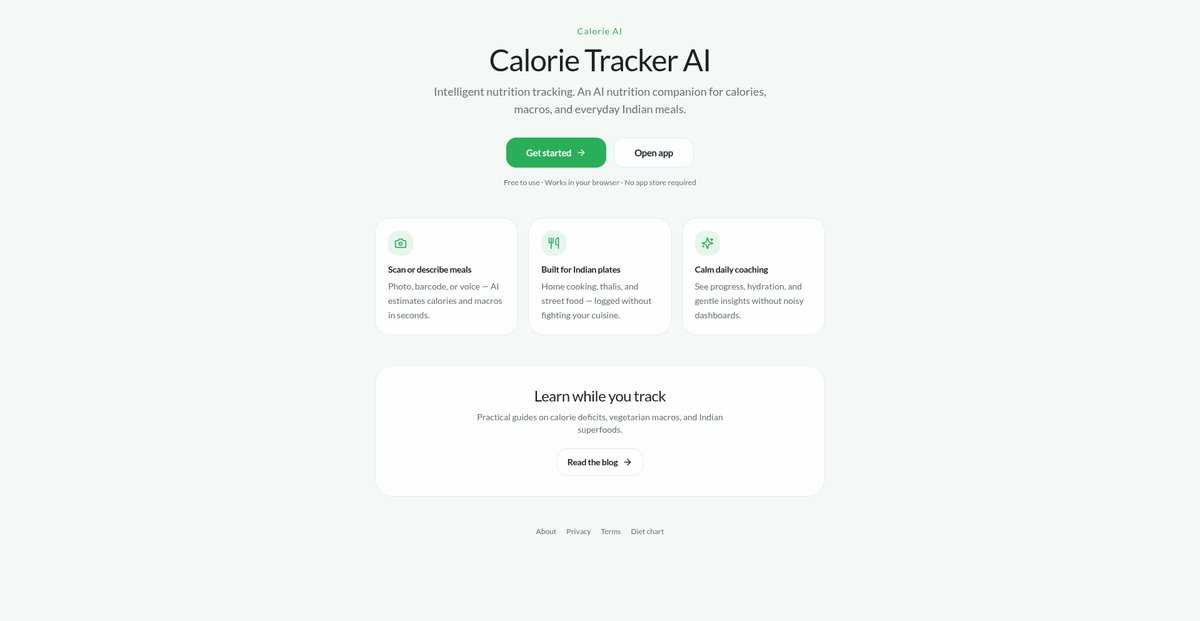 Calorie AI
Calorie Tracker AI
Intelligent nutrition tracking. An AI nutrition companion for calories,
macros, and everyday Indian meals.
Get started →
Open app
Free to use · Works in your browser · No app store required
Scan or describe meals
Photo, barcode, or voice — AI
estimates calories and macros
in seconds.
Built for Indian plates
Home cooking, thalis, and
street food — logged without
fighting your cuisine.
Calm daily coaching
See progress, hydration, and
gentle insights without noisy
dashboards.
Learn while you track
Practical guides on calorie deficits, vegetarian macros, and Indian
superfoods.
Read the blog →
About Privacy Terms Diet chart